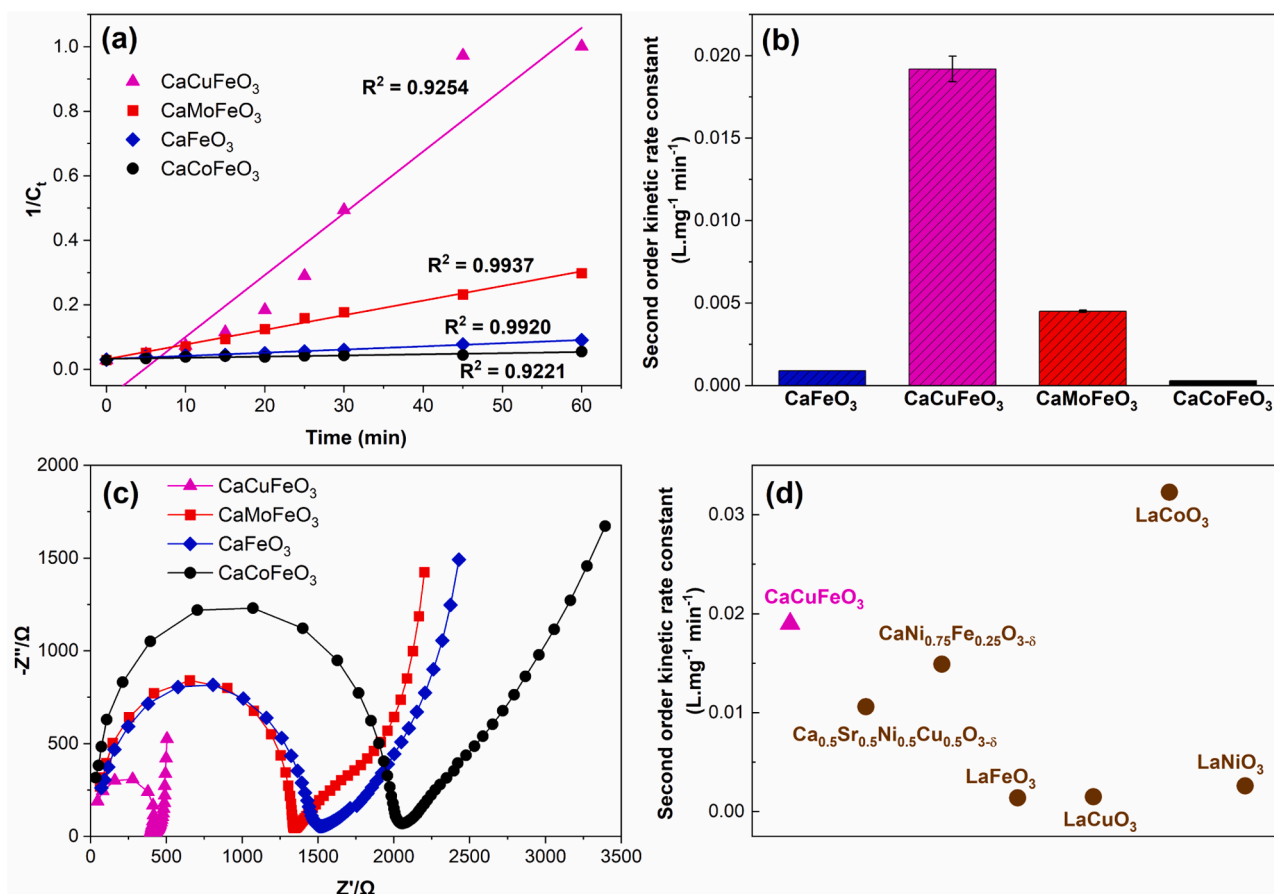 (a)
CaCuFeO₃
CaMoFeO₃
CaFeO₃
CaCoFeO₃
R² = 0.9254
R² = 0.9937
R² = 0.9920
R² = 0.9221
1/Cₜ
1.0
0.8
0.6
0.4
0.2
0.0
0 10 20 30 40 50 60
Time (min)
(b)
Second order kinetic rate constant
(L.mg⁻¹ min⁻¹)
0.020
0.015
0.010
0.005
0.000
CaFeO₃ CaCuFeO₃ CaMoFeO₃ CaCoFeO₃
(c)
CaCuFeO₃
CaMoFeO₃
CaFeO₃
CaCoFeO₃
-Z''/Ω
2000
1500
1000
500
0
0 500 1000 1500 2000 2500 3000 3500
Z'/Ω
(d)
Second order kinetic rate constant
(L.mg⁻¹ min⁻¹)
0.03
0.02
0.01
0.00
LaCoO₃
CaCuFeO₃
CaNi₀.₇₅Fe₀.₂₅O₃₋δ
Ca₀.₅Sr₀.₅Ni₀.₅Cu₀.₅O₃₋δ
LaFeO₃
LaNiO₃
LaCuO₃